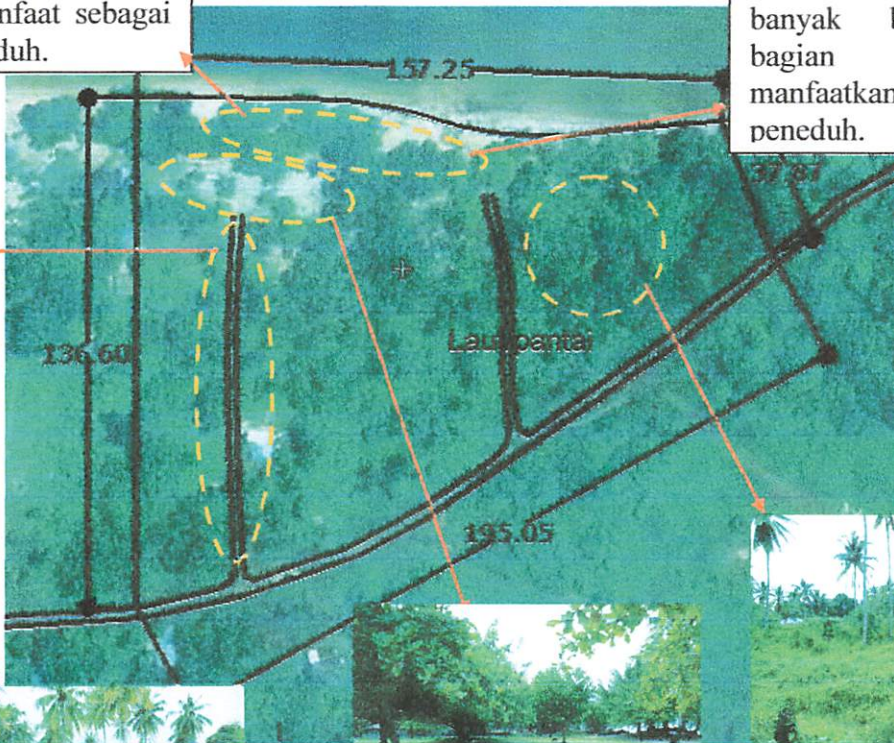 nfaat sebagai
duh.
banyak
bagian
manfaatkan
peneduh.
157.25
37.87
136.60
Laut pantai
195.05